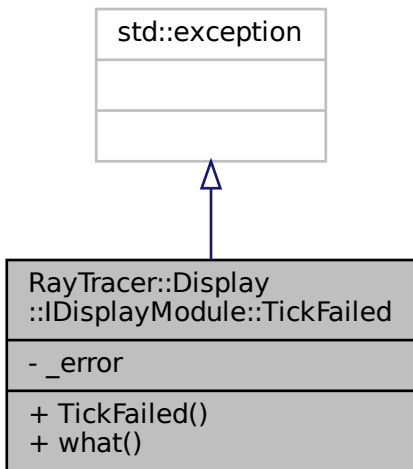 std::exception
RayTracer::Display
::IDisplayModule::TickFailed
- _error
+ TickFailed()
+ what()